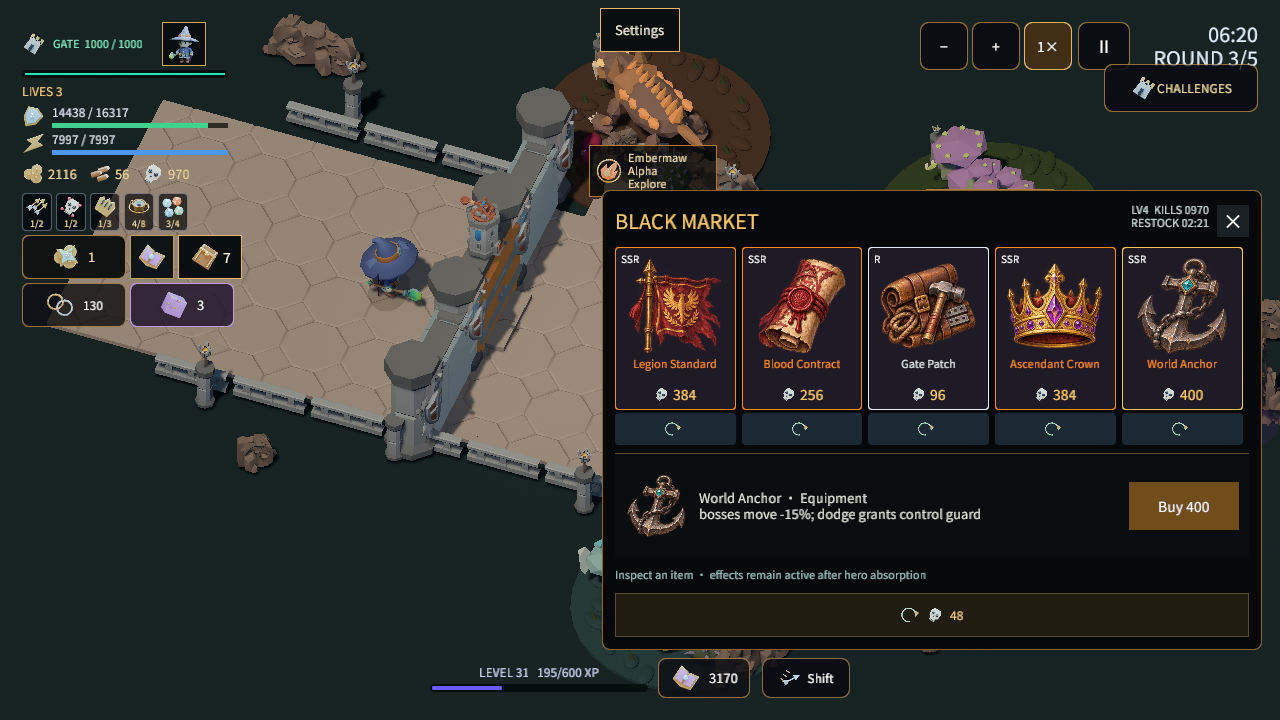 Settings
GATE 1000 / 1000
− + 1× II
06:20
ROUND 3/5
CHALLENGES
LIVES 3
14438 / 16317
7997 / 7997
2116 56 970
1/2 1/2 1/3 4/8 3/4
1 7
130 3
Embermaw
Alpha
Explore
BLACK MARKET
LV4 KILLS 0970
RESTOCK 02:21
SSR SSR R SSR SSR
Legion Standard Blood Contract Gate Patch Ascendant Crown World Anchor
384 256 96 384 400
World Anchor • Equipment
bosses move -15%; dodge grants control guard
Buy 400
Inspect an item • effects remain active after hero absorption
48
LEVEL 31 195/600 XP
3170 Shift